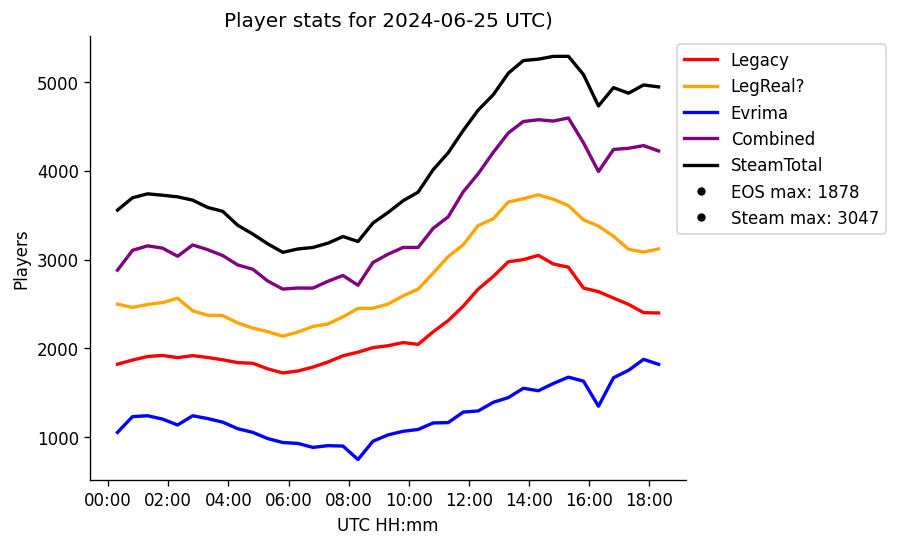 Player stats for 2024-06-25 UTC)
Players
5000
4000
3000
2000
1000
00:00 02:00 04:00 06:00 08:00 10:00 12:00 14:00 16:00 18:00
UTC HH:mm
Legacy
LegReal?
Evrima
Combined
SteamTotal
EOS max: 1878
Steam max: 3047